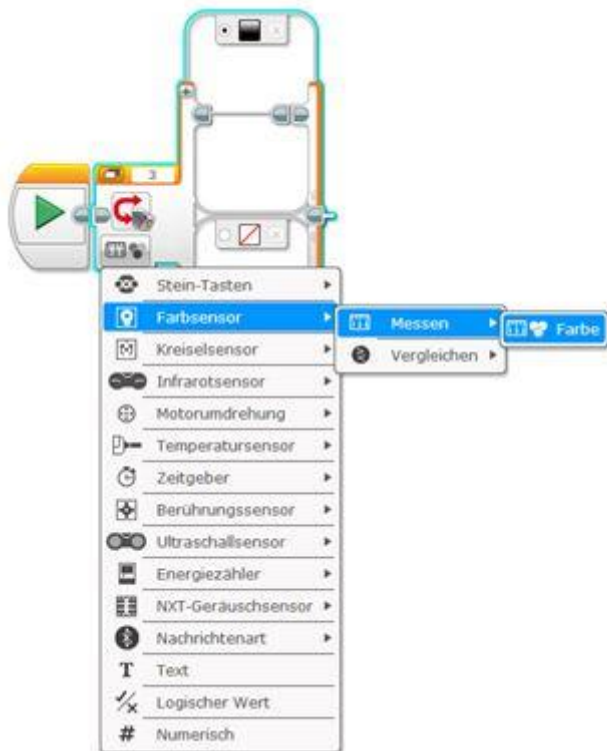 3
Stein-Tasten
Farbsensor
Messen
Farbe
Kreiselsensor
Vergleichen
Infrarotsensor
Motorumdrehung
Temperatursensor
Zeitgeber
Berührungssensor
Ultraschallsensor
Energiezähler
NXT-Geräuschsensor
Nachrichtenart
T Text
Logischer Wert
# Numerisch